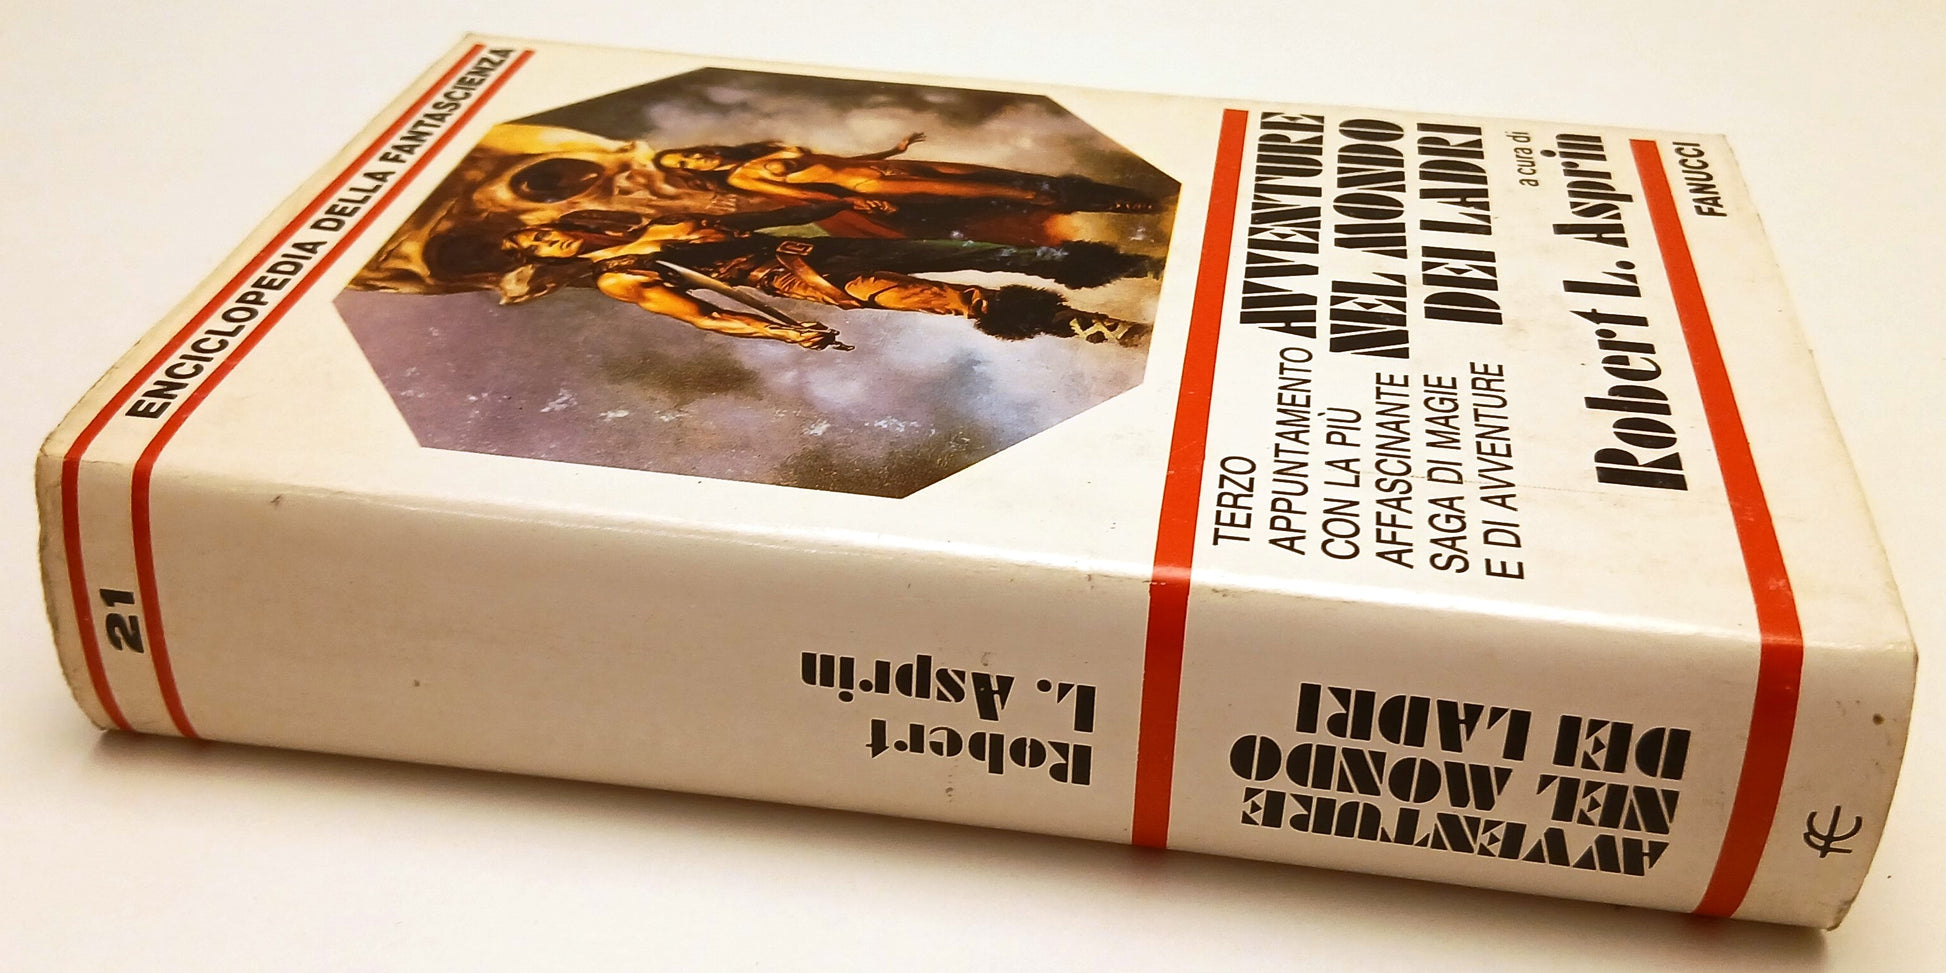 ENCICLOPEDIA DELLA FANTASCIENZA
TERZO
APPUNTAMENTO
CON LA PIÙ
AFFASCINANTE
SAGA DI MAGIE
E DI AVVENTURE
AVVENTURE
NEL MONDO
DEI LADRI
a cura di
Robert L. Asprin
FANUCCI
21
Robert
L. Asprin
AVVENTURE
NEL MONDO
DEI LADRI